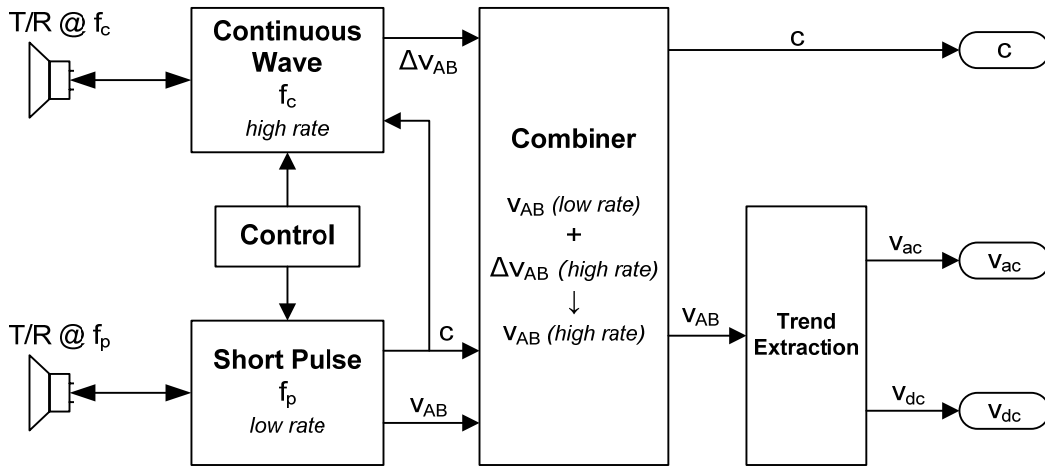 T/R @ fc
Continuous
Wave
fc
high rate
ΔvAB
c
c
Combiner
vAB (low rate)
+
ΔvAB (high rate)
↓
vAB (high rate)
Control
T/R @ fp
Short Pulse
fp
low rate
c
vAB
vAB
Trend
Extraction
vac
vac
vdc
vdc